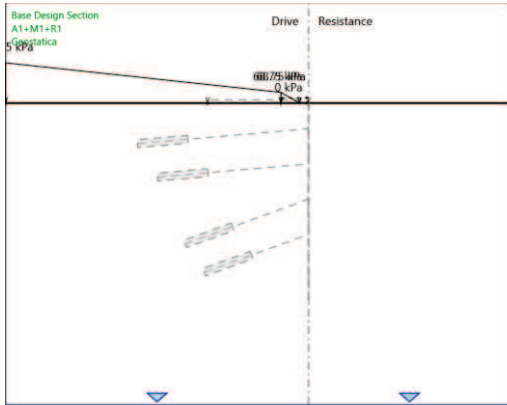 Base Design Section
Drive
Resistance
A1+M1+R1
Geostatica
5 kPa
0 kPa